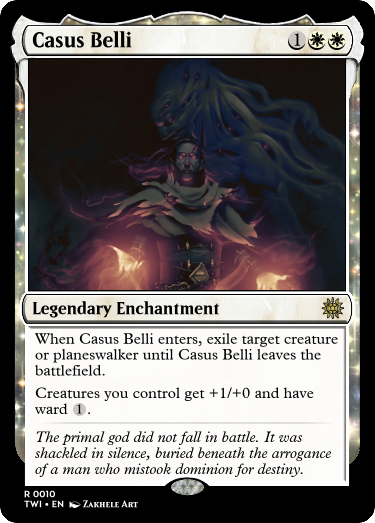 Casus Belli 1
Legendary Enchantment
When Casus Belli enters, exile target creature
or planeswalker until Casus Belli leaves the
battlefield.
Creatures you control get +1/+0 and have
ward 1.
The primal god did not fall in battle. It was
shackled in silence, buried beneath the arrogance
of a man who mistook dominion for destiny.
R 0010
TWI • EN Zakhele Art